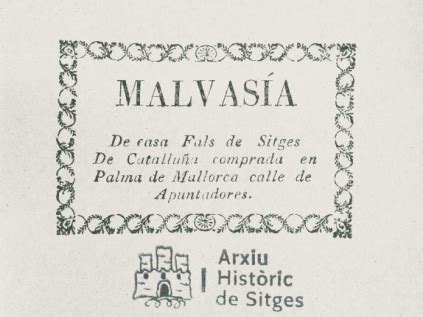 MALVASÍA
De casa Fals de Sitges
De Catalluña comprada en
Palma de Mallorca calle de
Apuntadores.
Arxiu
Històric
de Sitges